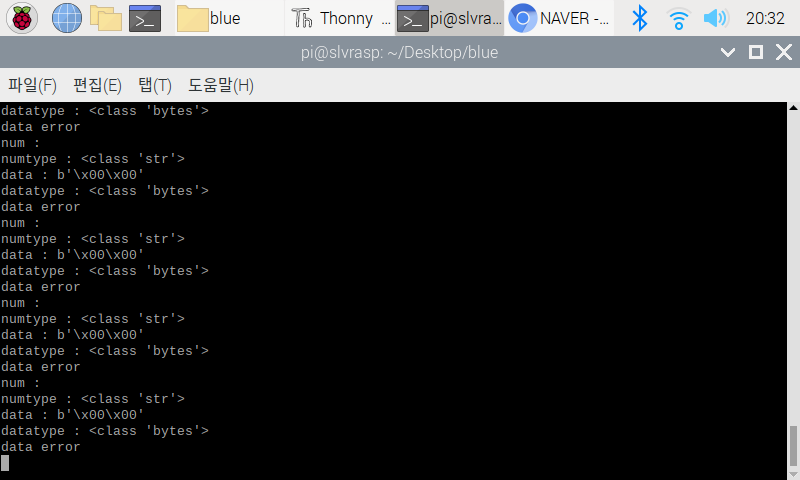 blue
Thonny ...
pi@slvra...
NAVER -...
20:32
pi@slvrasp: ~/Desktop/blue
파일(F) 편집(E) 탭(T) 도움말(H)
datatype : <class 'bytes'>
data error
num :
numtype : <class 'str'>
data : b'\x00\x00'
datatype : <class 'bytes'>
data error
num :
numtype : <class 'str'>
data : b'\x00\x00'
datatype : <class 'bytes'>
data error
num :
numtype : <class 'str'>
data : b'\x00\x00'
datatype : <class 'bytes'>
data error
num :
numtype : <class 'str'>
data : b'\x00\x00'
datatype : <class 'bytes'>
data error